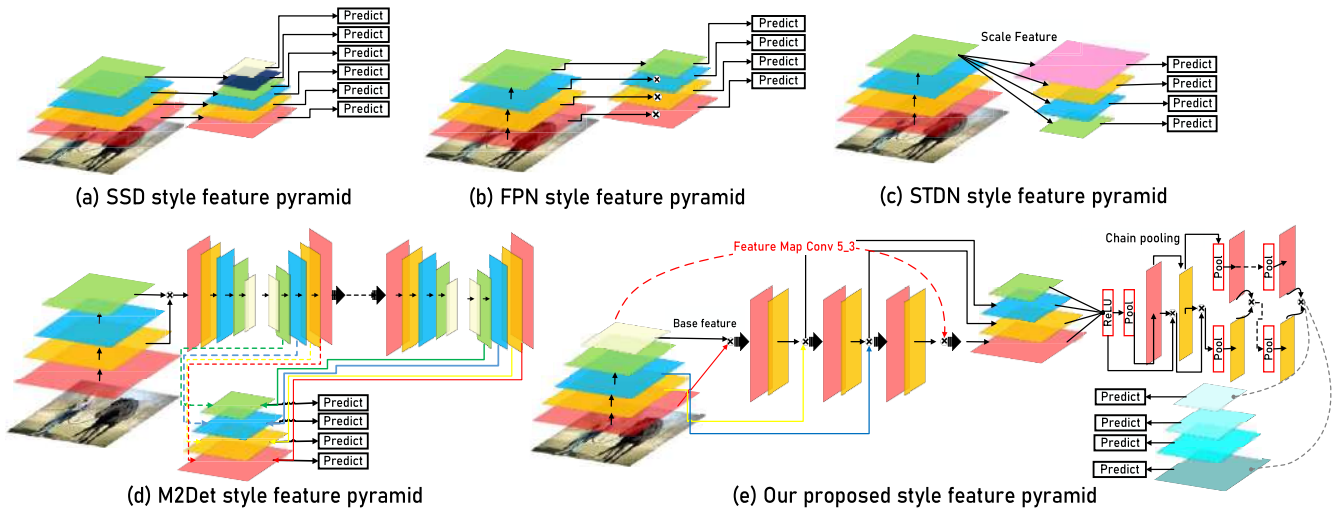 Predict
Predict
Predict
Predict
Predict
Predict
(a) SSD style feature pyramid
Predict
Predict
Predict
Predict
(b) FPN style feature pyramid
Scale Feature
Predict
Predict
Predict
Predict
(c) STDN style feature pyramid
Predict
Predict
Predict
Predict
(d) M2Det style feature pyramid
Feature Map Conv 5_3
Base feature
Chain pooling
ReLU
Pool
Pool
Pool
Pool
Pool
Predict
Predict
Predict
Predict
(e) Our proposed style feature pyramid